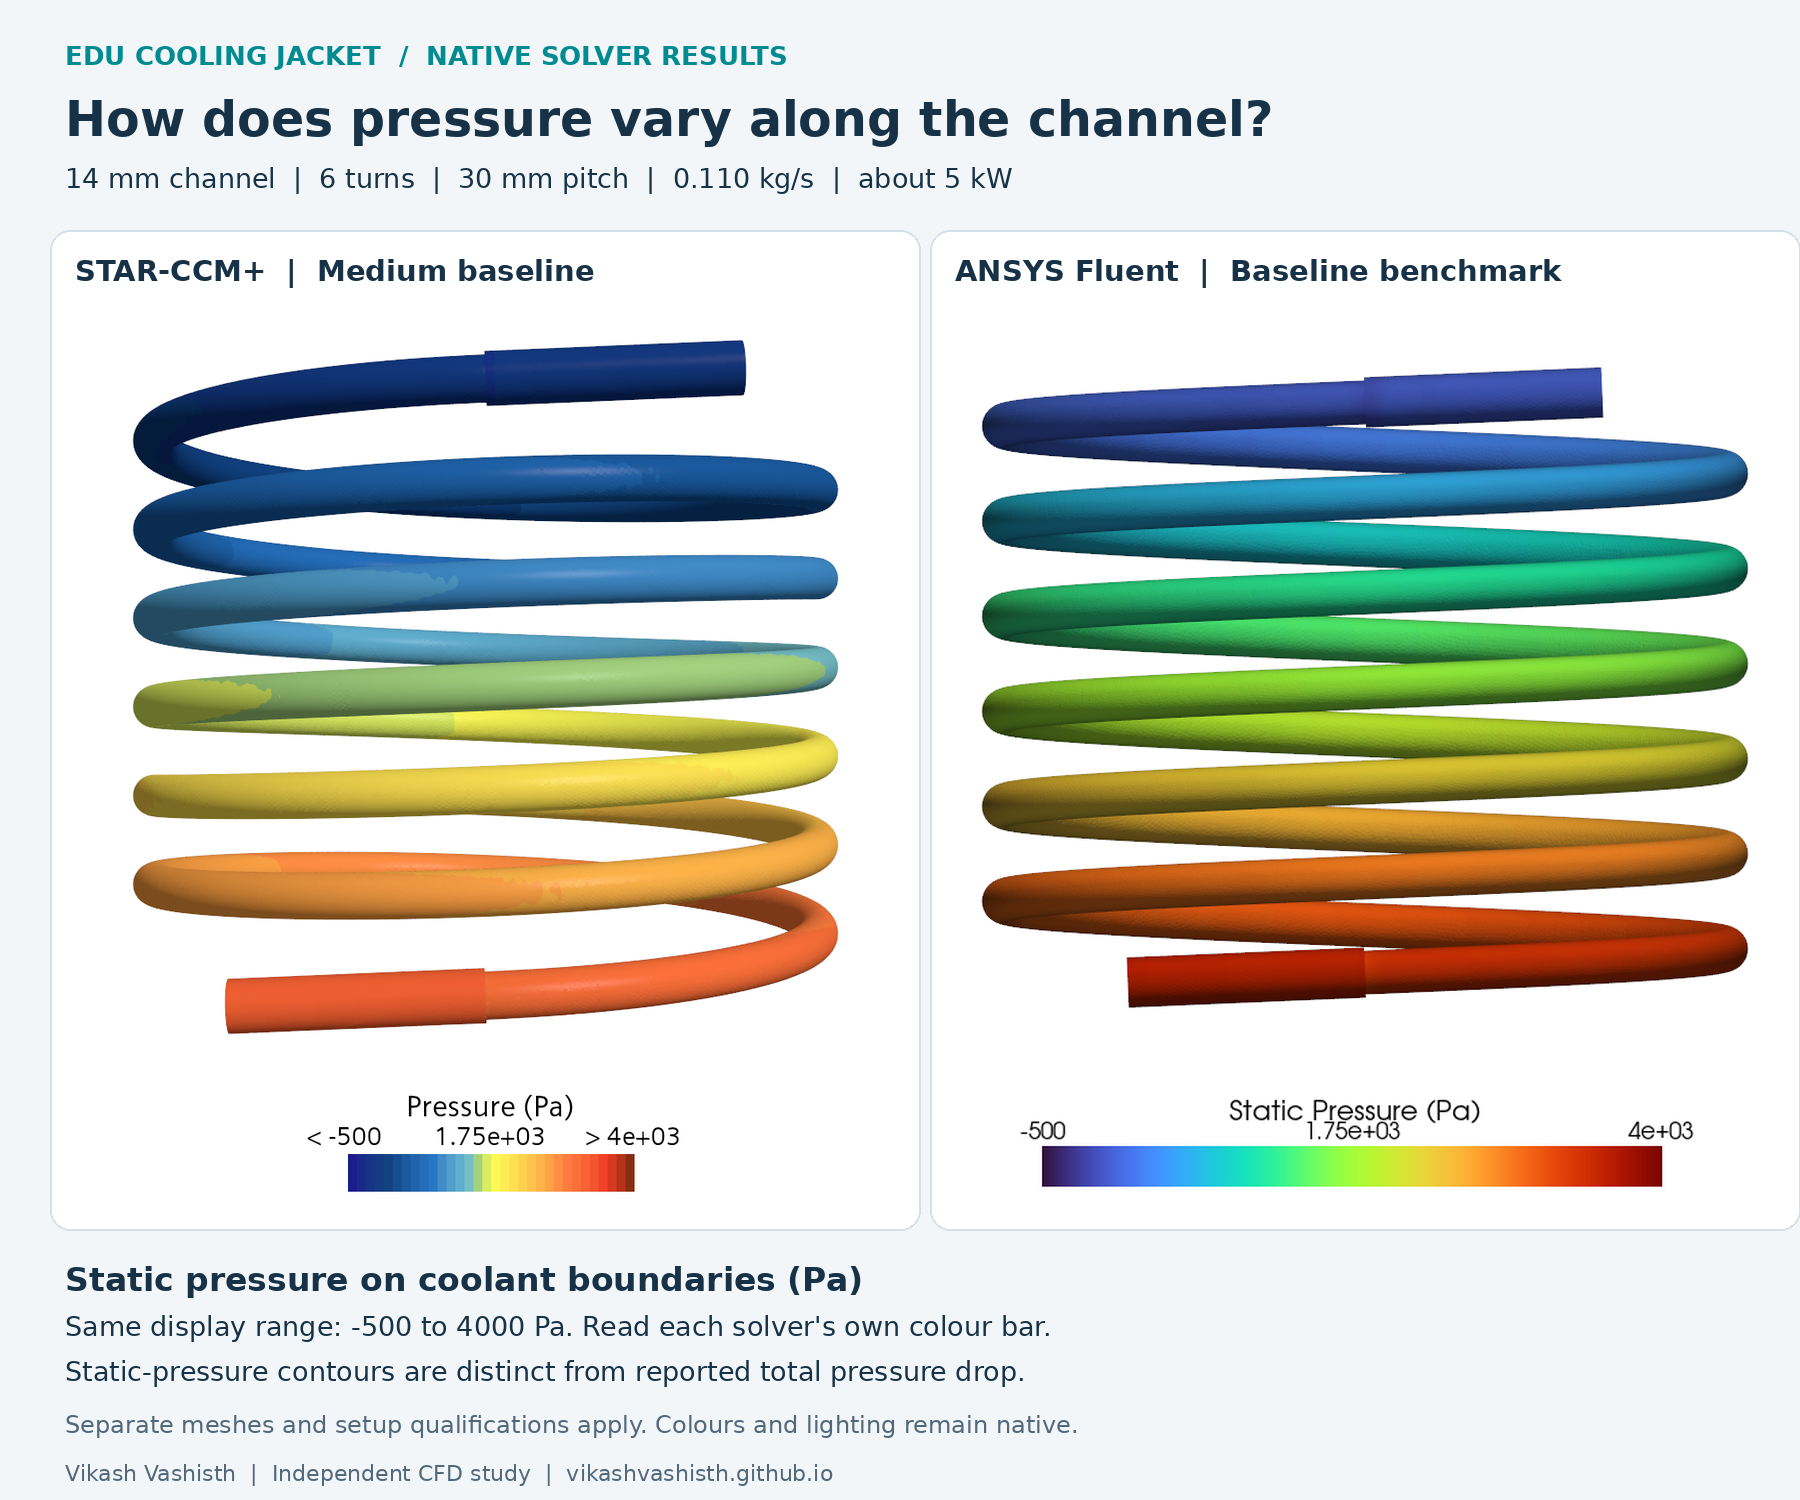 EDU COOLING JACKET / NATIVE SOLVER RESULTS
How does pressure vary along the channel?
14 mm channel | 6 turns | 30 mm pitch | 0.110 kg/s | about 5 kW
STAR-CCM+ | Medium baseline
Pressure (Pa)
< -500 1.75e+03 > 4e+03
ANSYS Fluent | Baseline benchmark
Static Pressure (Pa)
-500 1.75e+03 4e+03
Static pressure on coolant boundaries (Pa)
Same display range: -500 to 4000 Pa. Read each solver's own colour bar.
Static-pressure contours are distinct from reported total pressure drop.
Separate meshes and setup qualifications apply. Colours and lighting remain native.
Vikash Vashisth | Independent CFD study | vikashvashisth.github.io